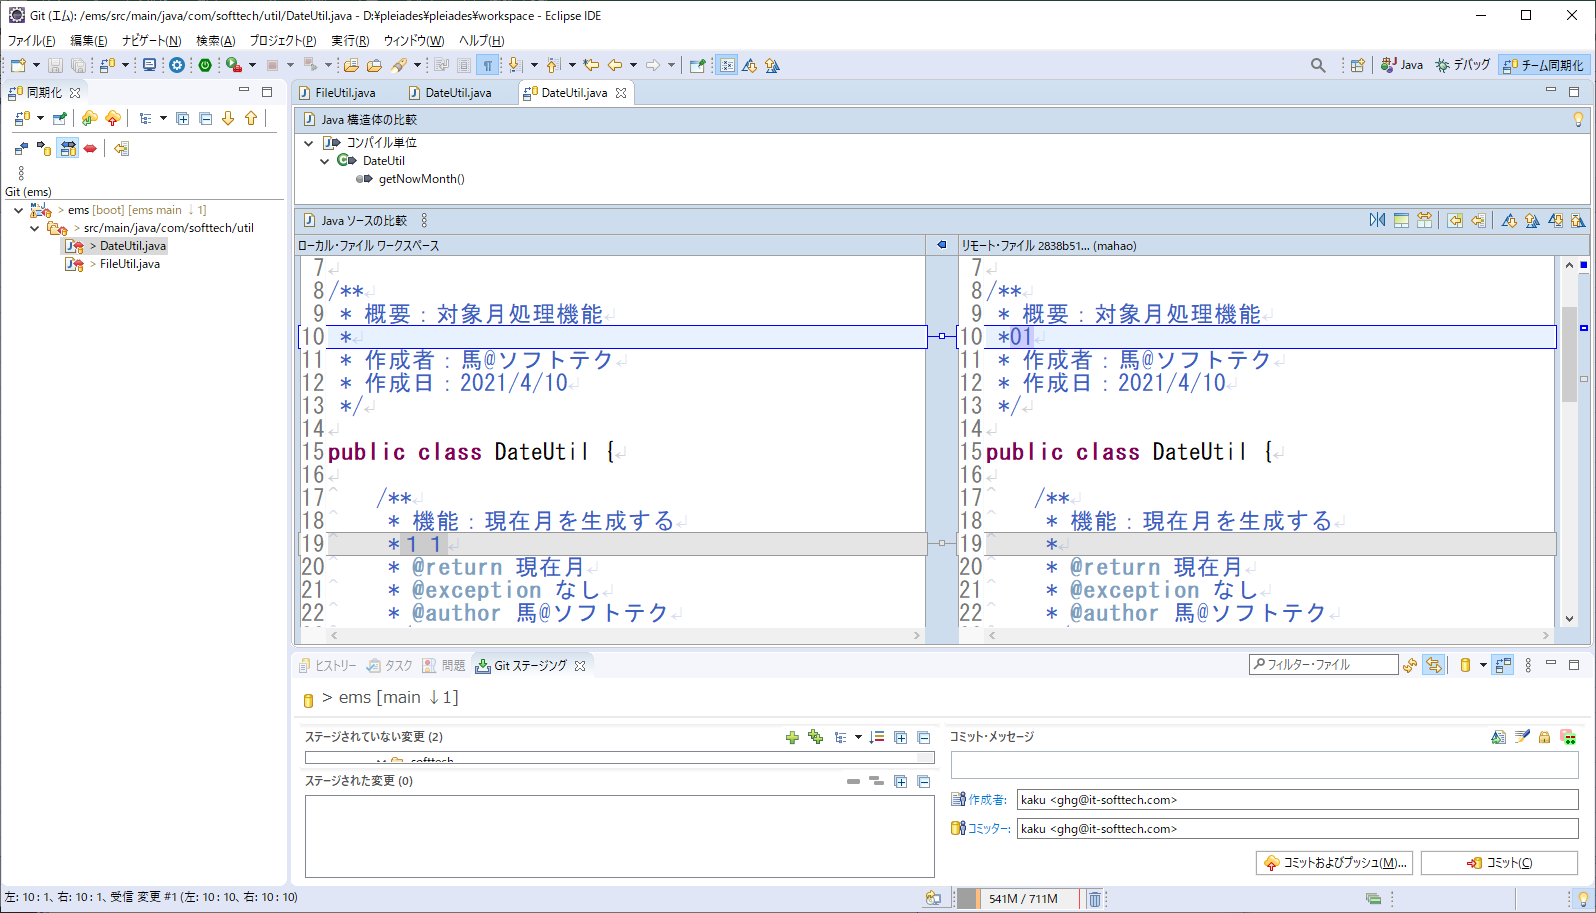 Git (エム): /ems/src/main/java/com/softtech/util/DateUtil.java - D:¥pleiades¥pleiades¥workspace - Eclipse IDE
ファイル(F) 編集(E) ナビゲート(N) 検索(A) プロジェクト(P) 実行(R) ウィンドウ(W) ヘルプ(H)
Java デバッグ チーム同期化
同期化
Git (ems)
> ems [boot] [ems main ↓1]
> src/main/java/com/softtech/util
> DateUtil.java
> FileUtil.java
FileUtil.java DateUtil.java DateUtil.java
Java 構造体の比較
コンパイル単位
DateUtil
getNowMonth()
Java ソースの比較
ローカル・ファイル ワークスペース
7
8 /**
9 * 概要：対象月処理機能
10 *
11 * 作成者：馬@ソフトテク
12 * 作成日：2021/4/10
13 */
14
15 public class DateUtil {
16
17 /**
18 * 機能：現在月を生成する
19 *１１
20 * @return 現在月
21 * @exception なし
22 * @author 馬@ソフトテク
リモート・ファイル 2838b51... (mahao)
7
8 /**
9 * 概要：対象月処理機能
10 *01
11 * 作成者：馬@ソフトテク
12 * 作成日：2021/4/10
13 */
14
15 public class DateUtil {
16
17 /**
18 * 機能：現在月を生成する
19 *
20 * @return 現在月
21 * @exception なし
22 * @author 馬@ソフトテク
ヒストリー タスク 問題 Git ステージング
フィルター・ファイル
> ems [main ↓1]
ステージされていない変更 (2)
softtech
ステージされた変更 (0)
コミット・メッセージ
作成者: kaku <ghg@it-softtech.com>
コミッター: kaku <ghg@it-softtech.com>
コミットおよびプッシュ(M)... コミット(C)
左: 10 : 1、右: 10 : 1、受信 変更 #1 (左: 10 : 10、右: 10 : 10)
541M / 711M